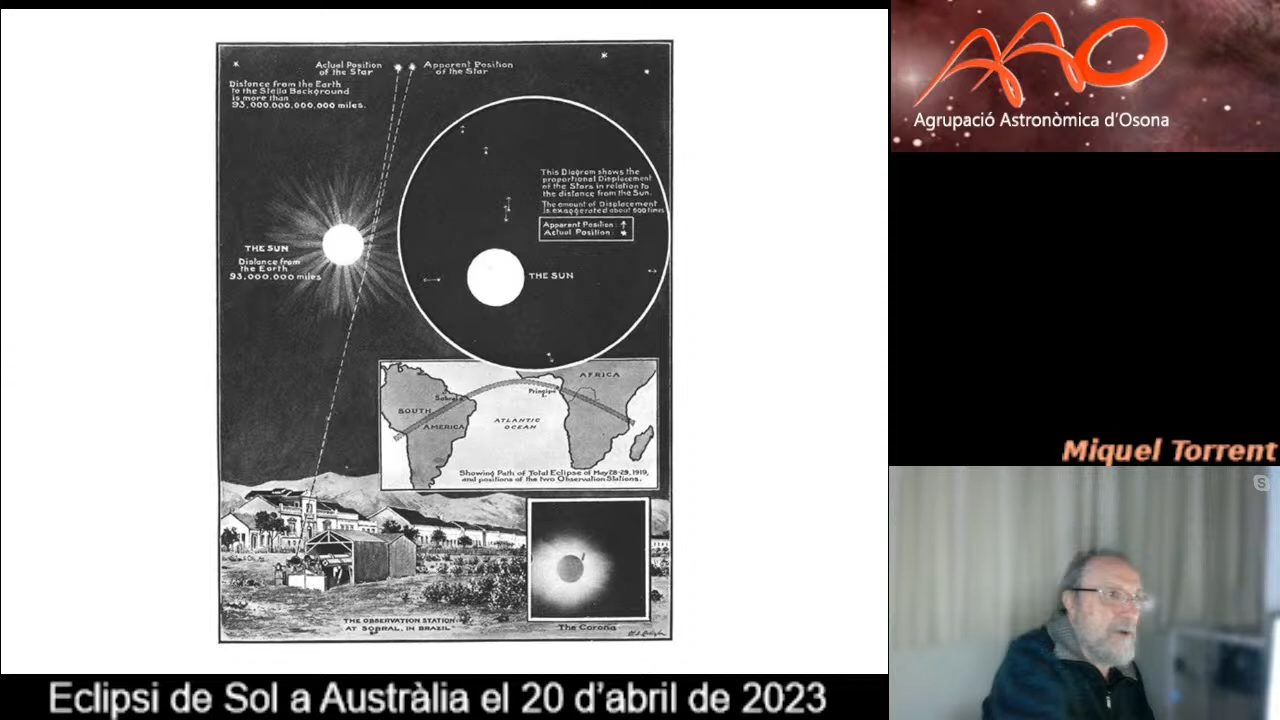 Actual Position
of the Star
Apparent Position
of the Star
Distance from the Earth
to the Stella Background
is more than
93,000,000,000,000 miles.
This Diagram shows the
proportional Displacement
of the Stars in relation to
the distance from the Sun.
The amount of Displacement
is exaggerated about 600 times
Apparent Position:
Actual Position:
THE SUN
Distance from
the Earth
93,000,000 miles
THE SUN
AFRICA
Sobral
Principe
SOUTH
AMERICA
ATLANTIC
OCEAN
Showing Path of Total Eclipse of May 28-29, 1919,
and positions of the two Observation Stations.
THE OBSERVATION STATION
AT SOBRAL, IN BRAZIL
The Corona
AAO
Agrupació Astronòmica d'Osona
Miquel Torrent
S
Eclipsi de Sol a Austràlia el 20 d'abril de 2023